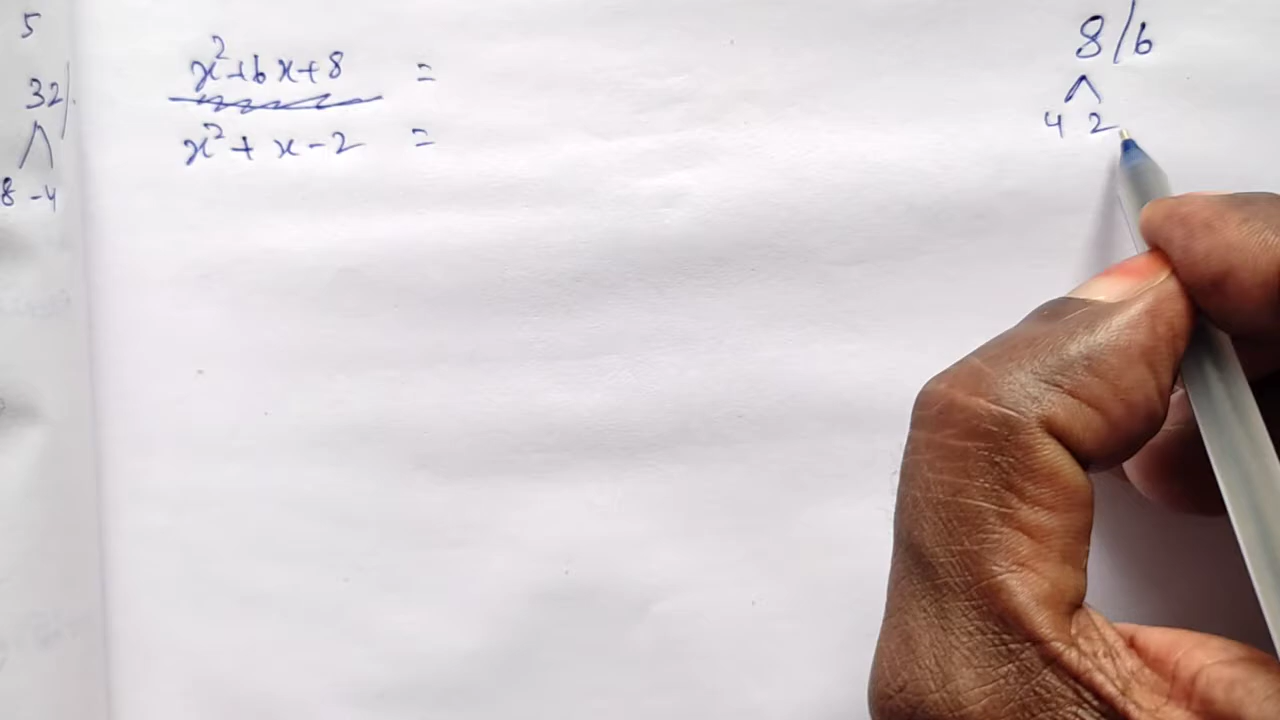 5
32/.
8 -4
x²+6x+8 =
x²+x-2 =
8/6
4 2